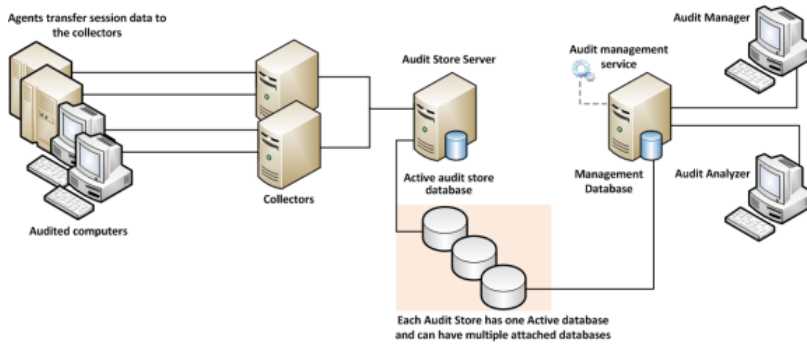 Agents transfer session data to
the collectors
Audited computers
Collectors
Audit Store Server
Active audit store
database
Each Audit Store has one Active database
and can have multiple attached databases
Audit management
service
Management
Database
Audit Manager
Audit Analyzer